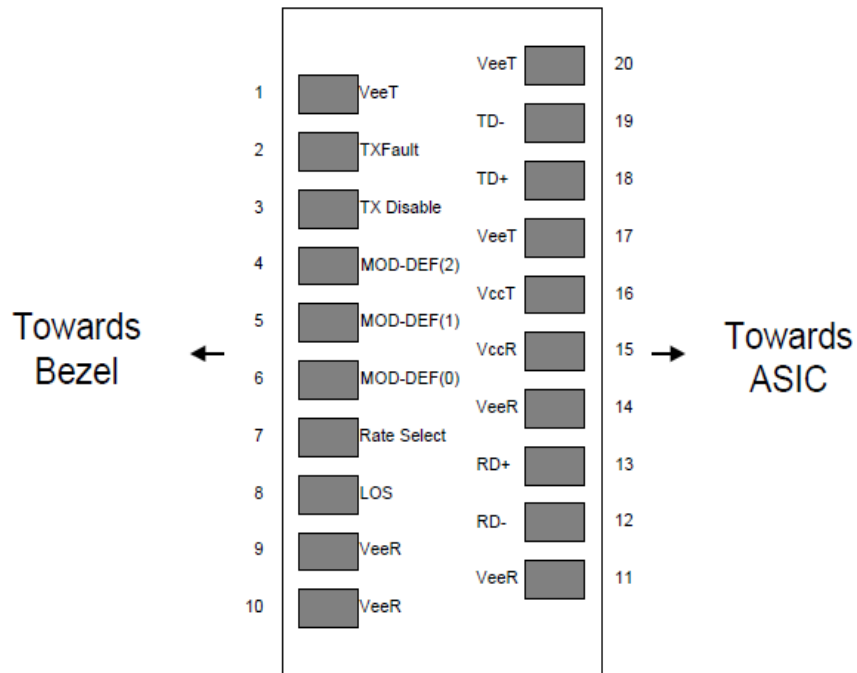 VeeT 20
1 VeeT
TD- 19
2 TXFault
TD+ 18
3 TX Disable
VeeT 17
4 MOD-DEF(2)
VccT 16
5 MOD-DEF(1)
Towards
Bezel
VccR 15
Towards
ASIC
6 MOD-DEF(0)
VeeR 14
7 Rate Select
RD+ 13
8 LOS
RD- 12
9 VeeR
VeeR 11
10 VeeR